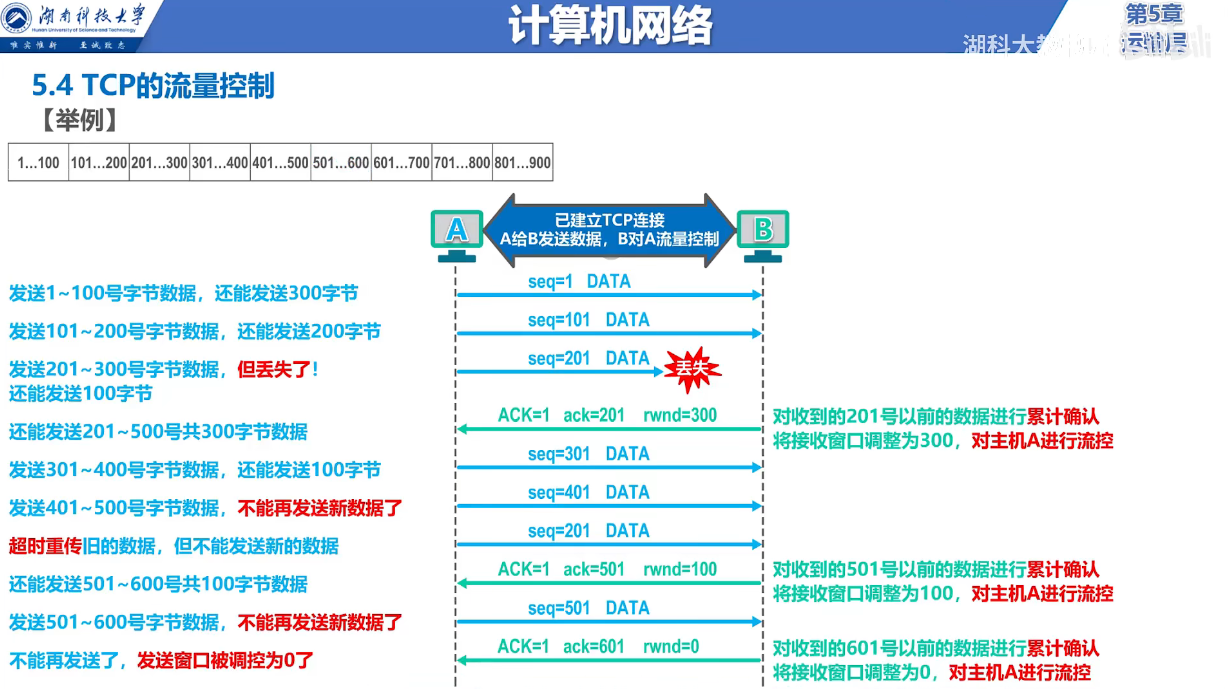 湖南科技大学
Hunan University of Science and Technology
唯实惟新 至诚致志
计算机网络
第5章
运输层
湖科大教书匠
bilibili
5.4 TCP的流量控制
【举例】
1…100 101…200 201…300 301…400 401…500 501…600 601…700 701…800 801…900
A
已建立TCP连接
A给B发送数据，B对A流量控制
B
发送1~100号字节数据，还能发送300字节
seq=1 DATA
发送101~200号字节数据，还能发送200字节
seq=101 DATA
发送201~300号字节数据，但丢失了！
还能发送100字节
seq=201 DATA
丢失
还能发送201~500号共300字节数据
ACK=1 ack=201 rwnd=300
对收到的201号以前的数据进行累计确认
将接收窗口调整为300，对主机A进行流控
发送301~400号字节数据，还能发送100字节
seq=301 DATA
发送401~500号字节数据，不能再发送新数据了
seq=401 DATA
超时重传旧的数据，但不能发送新的数据
seq=201 DATA
还能发送501~600号共100字节数据
ACK=1 ack=501 rwnd=100
对收到的501号以前的数据进行累计确认
将接收窗口调整为100，对主机A进行流控
发送501~600号字节数据，不能再发送新数据了
seq=501 DATA
不能再发送了，发送窗口被调控为0了
ACK=1 ack=601 rwnd=0
对收到的601号以前的数据进行累计确认
将接收窗口调整为0，对主机A进行流控